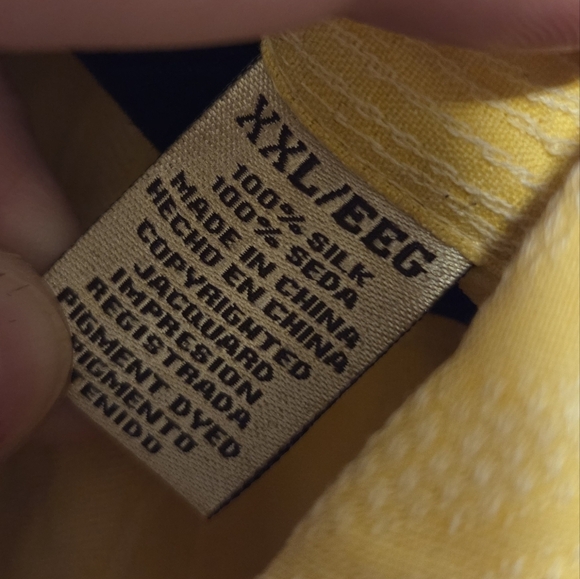 XXL/EEG
100% SILK
100% SEDA
MADE IN CHINA
HECHO EN CHINA
COPYRIGHTED
JACQUARD
IMPRESION
REGISTRADA
PIGMENT DYED
PIGMENTO
TENIDO